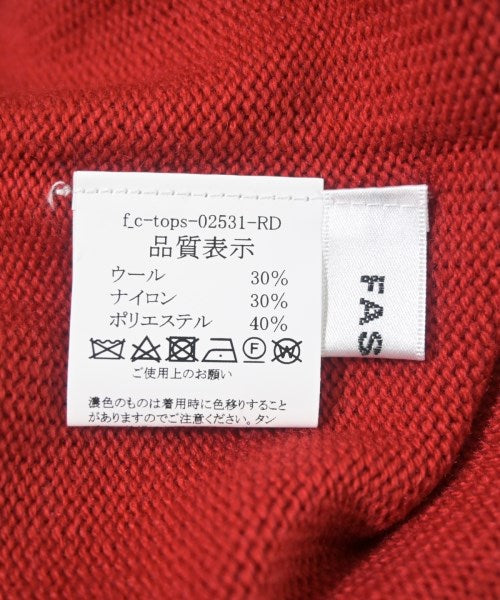 f_c-tops-02531-RD
品質表示
ウール 30%
ナイロン 30%
ポリエステル 40%
ご使用上のお願い
濃色のものは着用時に色移りすること
がありますのでご注意ください。タン
FAS